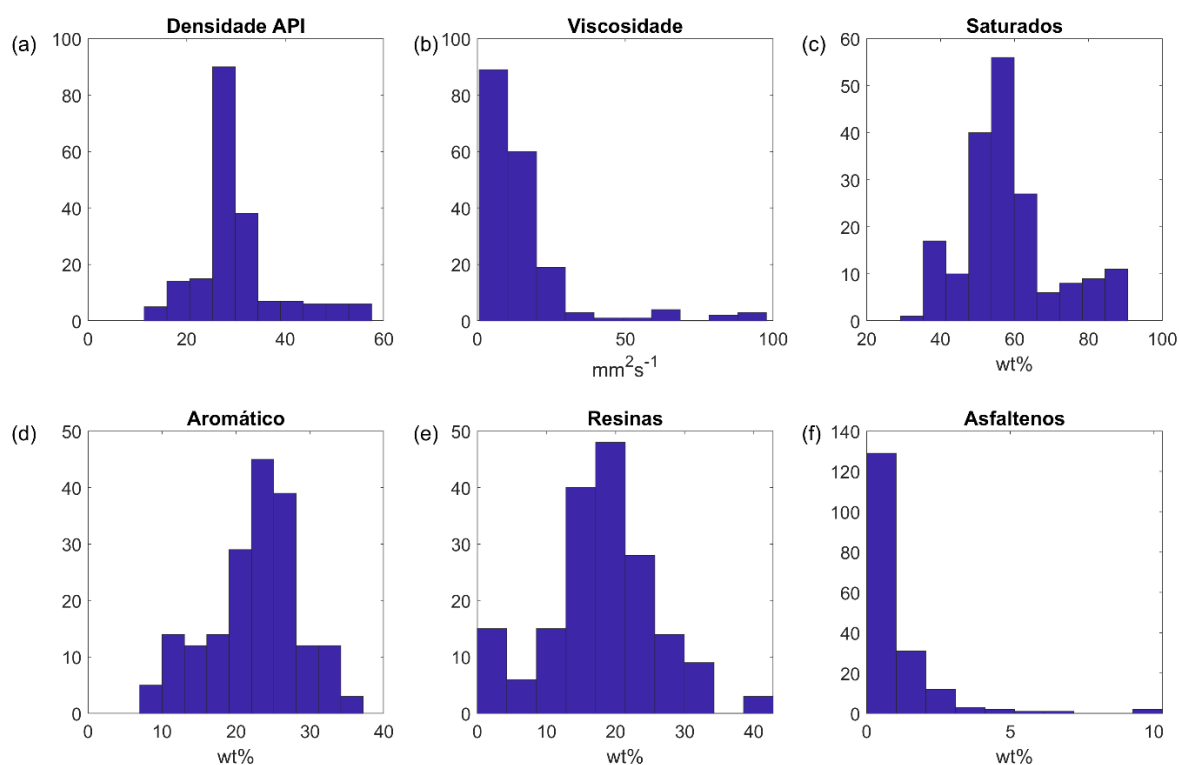 (a) Densidade API
100
80
60
40
20
0
0 20 40 60
(b) Viscosidade
100
80
60
40
20
0
0 50 100
mm²s⁻¹
(c) Saturados
60
50
40
30
20
10
0
20 40 60 80 100
wt%
(d) Aromático
50
40
30
20
10
0
0 10 20 30 40
wt%
(e) Resinas
50
40
30
20
10
0
0 10 20 30 40
wt%
(f) Asfaltenos
140
120
100
80
60
40
20
0
0 5 10
wt%